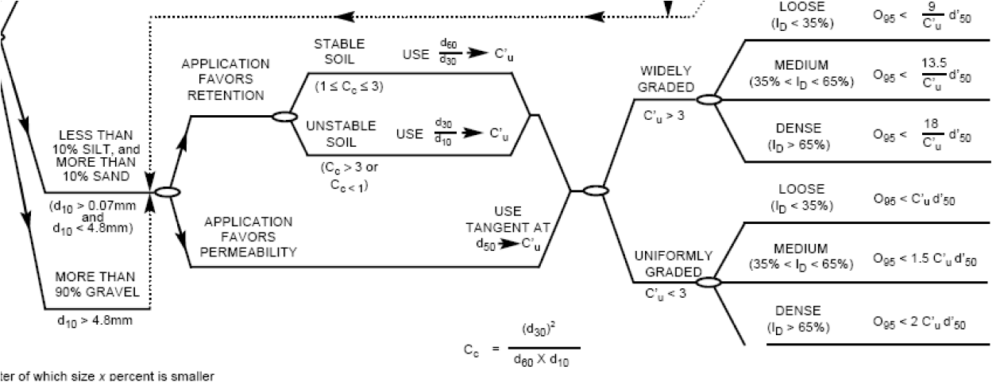 LOOSE
(I_D < 35%)
O₉₅ < 9/C'ᵤ d'₅₀
STABLE
SOIL
USE d₆₀/d₃₀ C'ᵤ
(1 ≤ C_c ≤ 3)
APPLICATION
FAVORS
RETENTION
WIDELY
GRADED
C'ᵤ > 3
MEDIUM
(35% < I_D < 65%)
O₉₅ < 13.5/C'ᵤ d'₅₀
UNSTABLE
SOIL
USE d₃₀/d₁₀ C'ᵤ
(C_c > 3 or
C_c < 1)
DENSE
(I_D > 65%)
O₉₅ < 18/C'ᵤ d'₅₀
LESS THAN
10% SILT, and
MORE THAN
10% SAND
(d₁₀ > 0.07mm
and
d₁₀ < 4.8mm)
LOOSE
(I_D < 35%)
O₉₅ < C'ᵤ d'₅₀
APPLICATION
FAVORS
PERMEABILITY
USE
TANGENT AT
d₅₀ C'ᵤ
UNIFORMLY
GRADED
C'ᵤ < 3
MEDIUM
(35% < I_D < 65%)
O₉₅ < 1.5 C'ᵤ d'₅₀
MORE THAN
90% GRAVEL
d₁₀ > 4.8mm
DENSE
(I_D > 65%)
O₉₅ < 2 C'ᵤ d'₅₀
C_c = (d₃₀)²/d₆₀ X d₁₀
ter of which size x percent is smaller